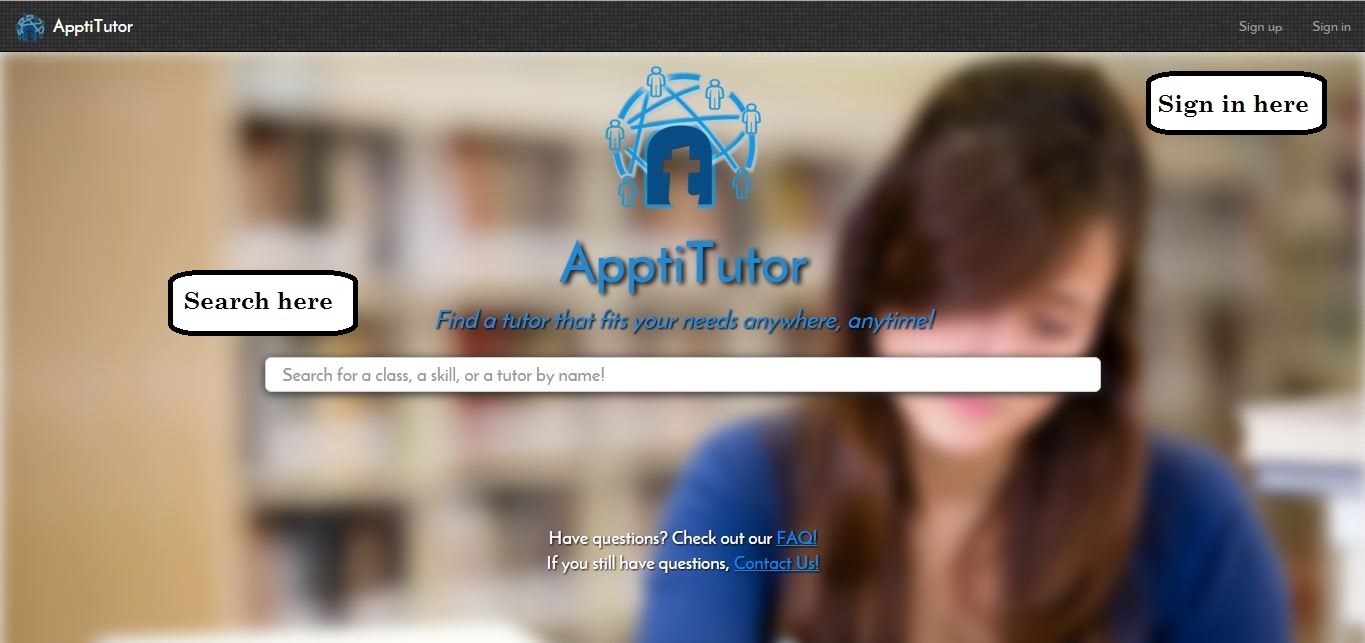 ApptiTutor
Sign up Sign in
Sign in here
t
ApptiTutor
Search here
Find a tutor that fits your needs anywhere, anytime!
Search for a class, a skill, or a tutor by name!
Have questions? Check out our FAQ!
If you still have questions, Contact Us!